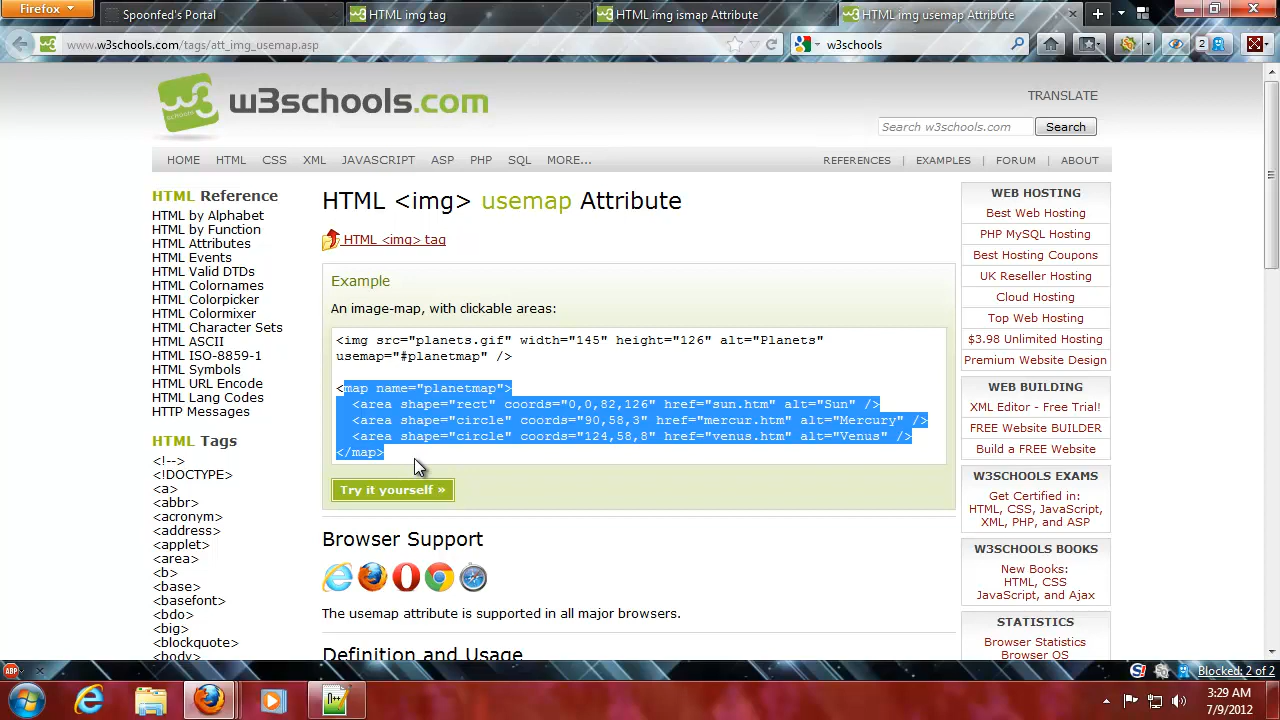 Firefox
Spoonfed's Portal
HTML img tag
HTML img ismap Attribute
HTML img usemap Attribute
www.w3schools.com/tags/att_img_usemap.asp
w3schools
2
w3schools.com
TRANSLATE
Search w3schools.com
Search
HOME HTML CSS XML JAVASCRIPT ASP PHP SQL MORE...
REFERENCES | EXAMPLES | FORUM | ABOUT
HTML Reference
HTML by Alphabet
HTML by Function
HTML Attributes
HTML Events
HTML Valid DTDs
HTML Colornames
HTML Colorpicker
HTML Colormixer
HTML Character Sets
HTML ASCII
HTML ISO-8859-1
HTML Symbols
HTML URL Encode
HTML Lang Codes
HTTP Messages
HTML Tags
<!-->
<!DOCTYPE>
<a>
<abbr>
<acronym>
<address>
<applet>
<area>
<b>
<base>
<basefont>
<bdo>
<big>
<blockquote>
<body>
HTML <img> usemap Attribute
HTML <img> tag
Example
An image-map, with clickable areas:
<img src="planets.gif" width="145" height="126" alt="Planets"
usemap="#planetmap" />
<map name="planetmap">
<area shape="rect" coords="0,0,82,126" href="sun.htm" alt="Sun" />
<area shape="circle" coords="90,58,3" href="mercur.htm" alt="Mercury" />
<area shape="circle" coords="124,58,8" href="venus.htm" alt="Venus" />
</map>
Try it yourself »
Browser Support
The usemap attribute is supported in all major browsers.
Definition and Usage
WEB HOSTING
Best Web Hosting
PHP MySQL Hosting
Best Hosting Coupons
UK Reseller Hosting
Cloud Hosting
Top Web Hosting
$3.98 Unlimited Hosting
Premium Website Design
WEB BUILDING
XML Editor - Free Trial!
FREE Website BUILDER
Build a FREE Website
W3SCHOOLS EXAMS
Get Certified in:
HTML, CSS, JavaScript,
XML, PHP, and ASP
W3SCHOOLS BOOKS
New Books:
HTML, CSS
JavaScript, and Ajax
STATISTICS
Browser Statistics
Browser OS
ABP
Blocked: 2 of 2
3:29 AM
7/9/2012